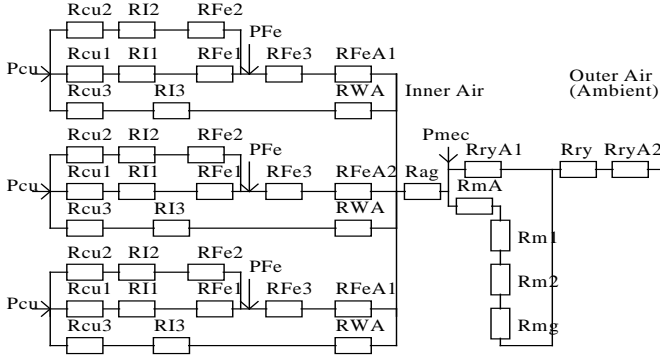 Rcu2 RI2 RFe2
PFe
Pcu Rcu1 RI1 RFe1 RFe3 RFeA1
Rcu3 RI3 RWA
Inner Air
Outer Air
(Ambient)
Rcu2 RI2 RFe2
PFe
Pcu Rcu1 RI1 RFe1 RFe3 RFeA2
Rcu3 RI3 RWA
Rag
Pmec
RryA1 Rry RryA2
RmA
Rm1
Rm2
Rmg
Rcu2 RI2 RFe2
PFe
Pcu Rcu1 RI1 RFe1 RFe3 RFeA1
Rcu3 RI3 RWA